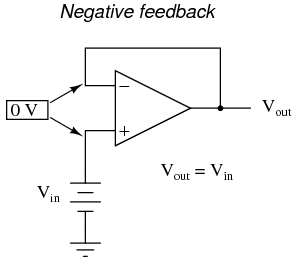 Negative feedback
−
0 V
+
Vout
Vout = Vin
Vin